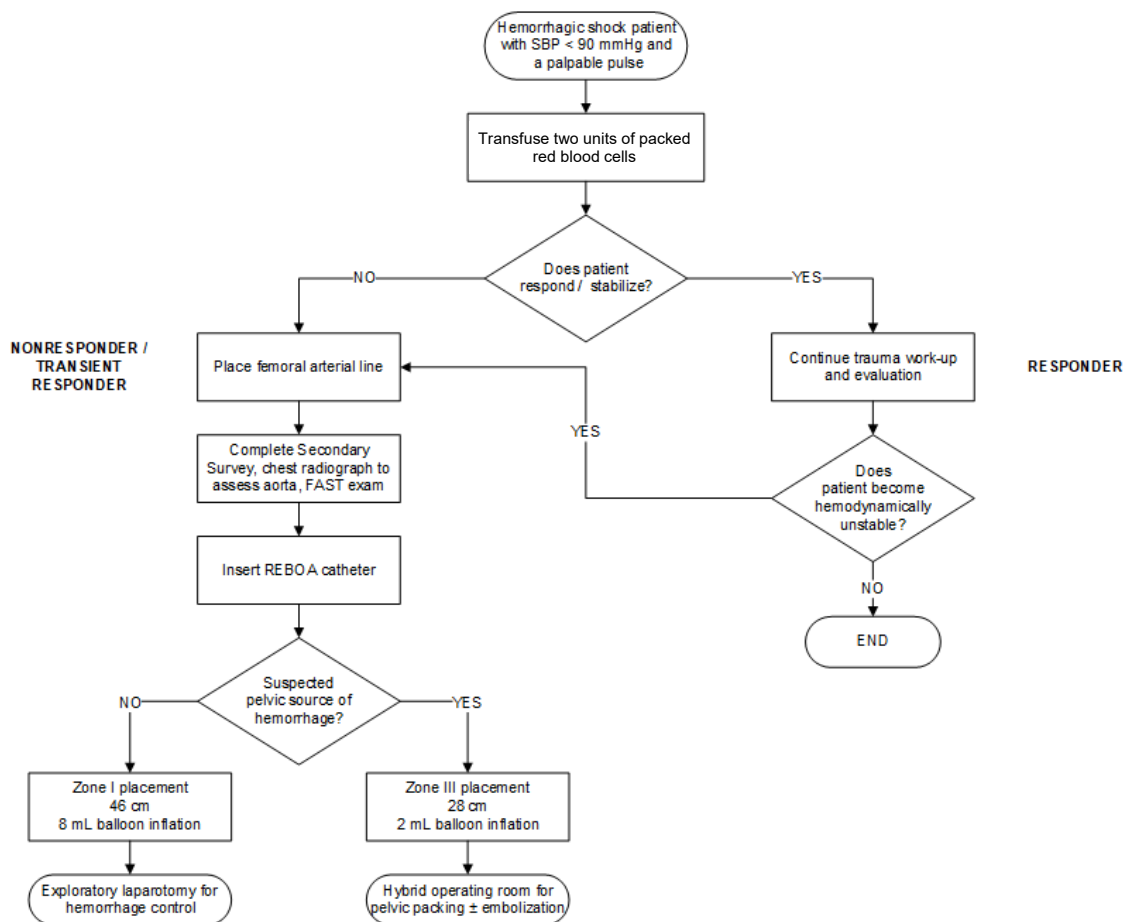 Hemorrhagic shock patient
with SBP < 90 mmHg and
a palpable pulse
Transfuse two units of packed
red blood cells
Does patient
respond / stabilize?
NO
YES
NONRESPONDER /
TRANSIENT
RESPONDER
Place femoral arterial line
Continue trauma work-up
and evaluation
RESPONDER
YES
Complete Secondary
Survey, chest radiograph to
assess aorta, FAST exam
Does
patient become
hemodynamically
unstable?
Insert REBOA catheter
NO
END
Suspected
pelvic source of
hemorrhage?
NO
YES
Zone I placement
46 cm
8 mL balloon inflation
Zone III placement
28 cm
2 mL balloon inflation
Exploratory laparotomy for
hemorrhage control
Hybrid operating room for
pelvic packing ± embolization